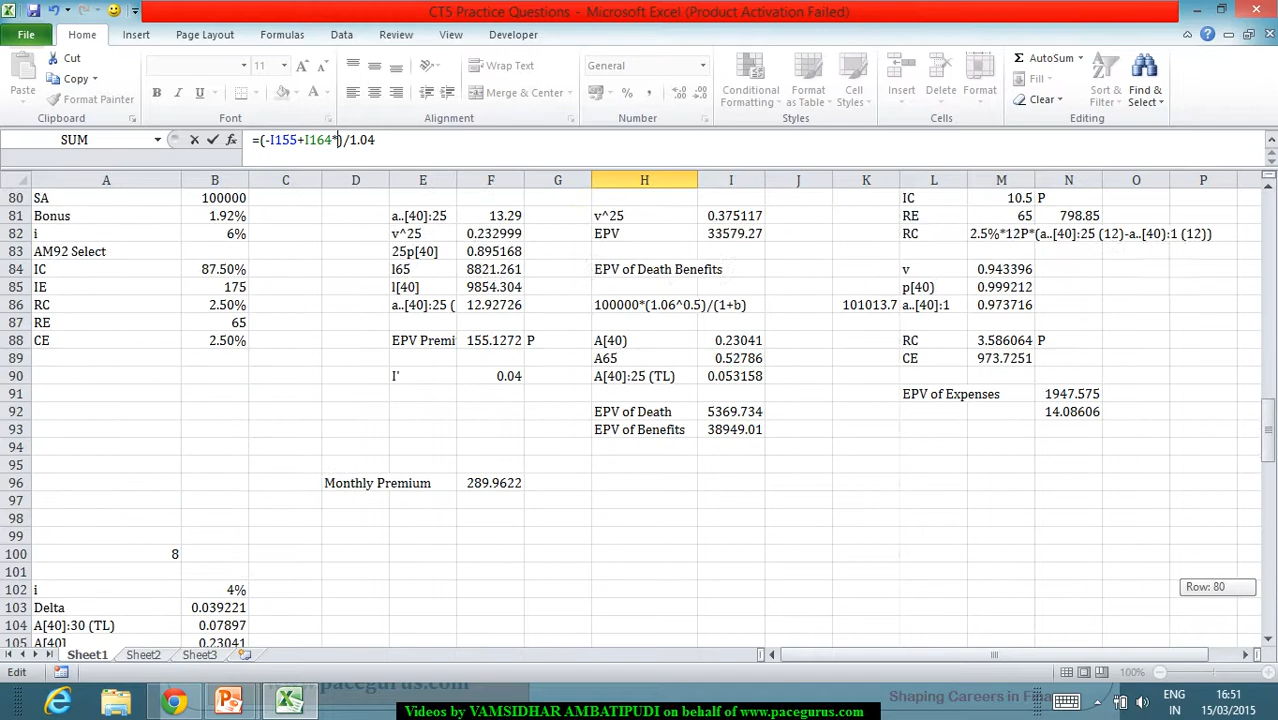 CT5 Practice Questions - Microsoft Excel (Product Activation Failed)
File Home Insert Page Layout Formulas Data Review View Developer
Cut Copy Format Painter Paste Clipboard
11 B I U A A A Font
Wrap Text Merge & Center Alignment
General % , Number
Conditional Formatting Format as Table Cell Styles Styles
Insert Delete Format Cells
Σ AutoSum Fill Clear Sort & Filter Find & Select Editing
SUM fx =(-I155+I164*)/1.04
A B C D E F G H I J K L M N O P
80 SA 100000 IC 10.5 P
81 Bonus 1.92% a..[40]:25 13.29 v^25 0.375117 RE 65 798.85
82 i 6% v^25 0.232999 EPV 33579.27 RC 2.5%*12P*(a..[40]:25 (12)-a..[40]:1 (12))
83 AM92 Select 25p[40] 0.895168
84 IC 87.50% l65 8821.261 EPV of Death Benefits v 0.943396
85 IE 175 l[40] 9854.304 p[40) 0.999212
86 RC 2.50% a..[40]:25 ( 12.92726 100000*(1.06^0.5)/(1+b) 101013.7 a..[40]:1 0.973716
87 RE 65
88 CE 2.50% EPV Premi 155.1272 P A[40) 0.23041 RC 3.586064 P
89 A65 0.52786 CE 973.7251
90 I' 0.04 A[40]:25 (TL) 0.053158
91 EPV of Expenses 1947.575
92 EPV of Death 5369.734 14.08606
93 EPV of Benefits 38949.01
94
95
96 Monthly Premium 289.9622
97
98
99
100 8
101
102 i 4%
103 Delta 0.039221
104 A[40]:30 (TL) 0.07897
105 A[40] 0.23041
Row: 80
Sheet1 Sheet2 Sheet3
Edit 100%
www.pacegurus.com Shaping Careers in Fin
ENG IN 16:51 15/03/2015
Videos by VAMSIDHAR AMBATIPUDI on behalf of www.pacegurus.com